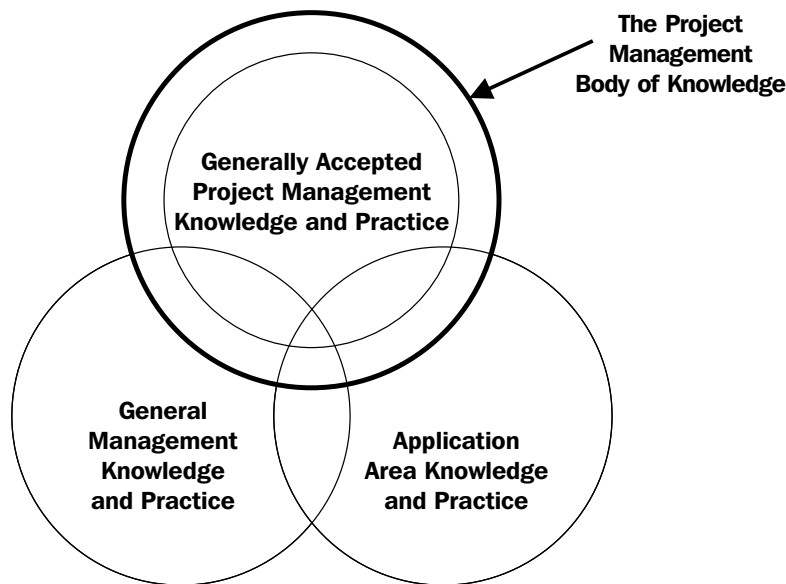 The Project
Management
Body of Knowledge
Generally Accepted
Project Management
Knowledge and Practice
General
Management
Knowledge
and Practice
Application
Area Knowledge
and Practice